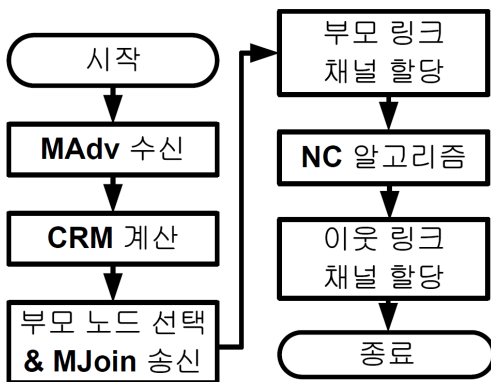 시작
MAdv 수신
CRM 계산
부모 노드 선택
& MJoin 송신
부모 링크
채널 할당
NC 알고리즘
이웃 링크
채널 할당
종료